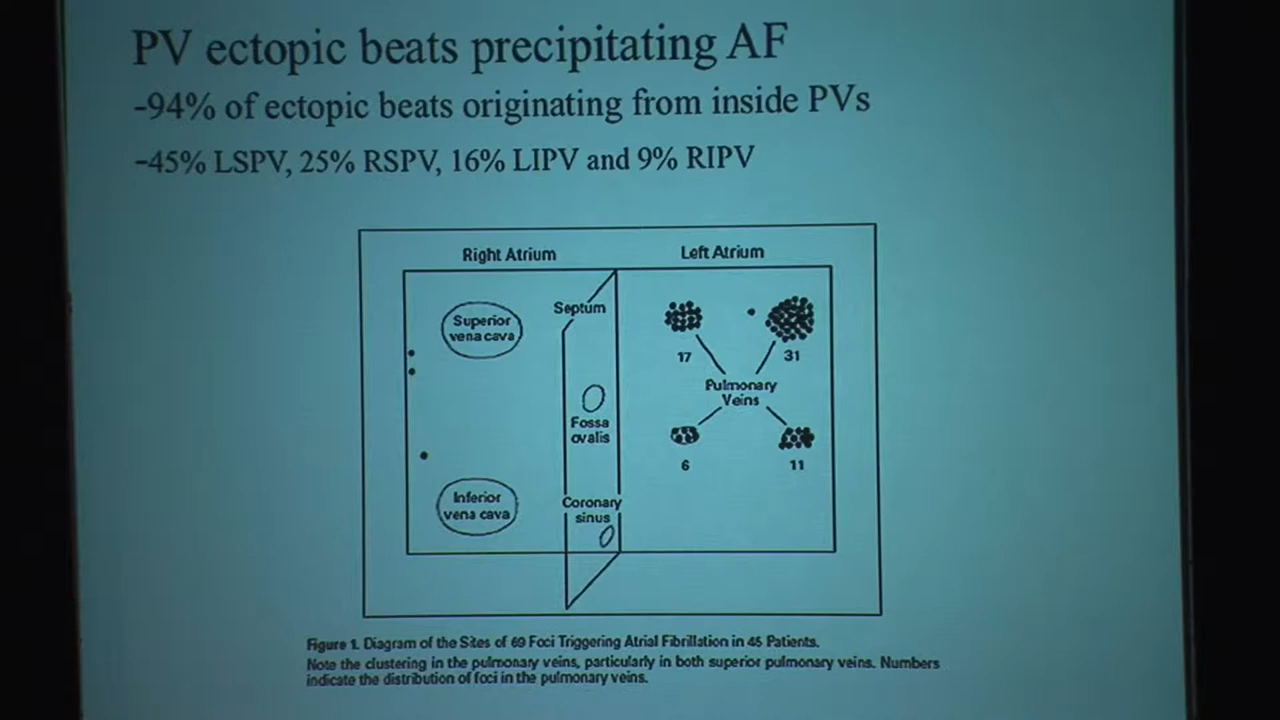 PV ectopic beats precipitating AF
-94% of ectopic beats originating from inside PVs
-45% LSPV, 25% RSPV, 16% LIPV and 9% RIPV
Right Atrium
Left Atrium
Septum
Superior
vena cava
17
31
Pulmonary
Veins
Fossa
ovalis
6
11
Inferior
vena cava
Coronary
sinus
Figure 1. Diagram of the Sites of 69 Foci Triggering Atrial Fibrillation in 45 Patients.
Note the clustering in the pulmonary veins, particularly in both superior pulmonary veins. Numbers
indicate the distribution of foci in the pulmonary veins.